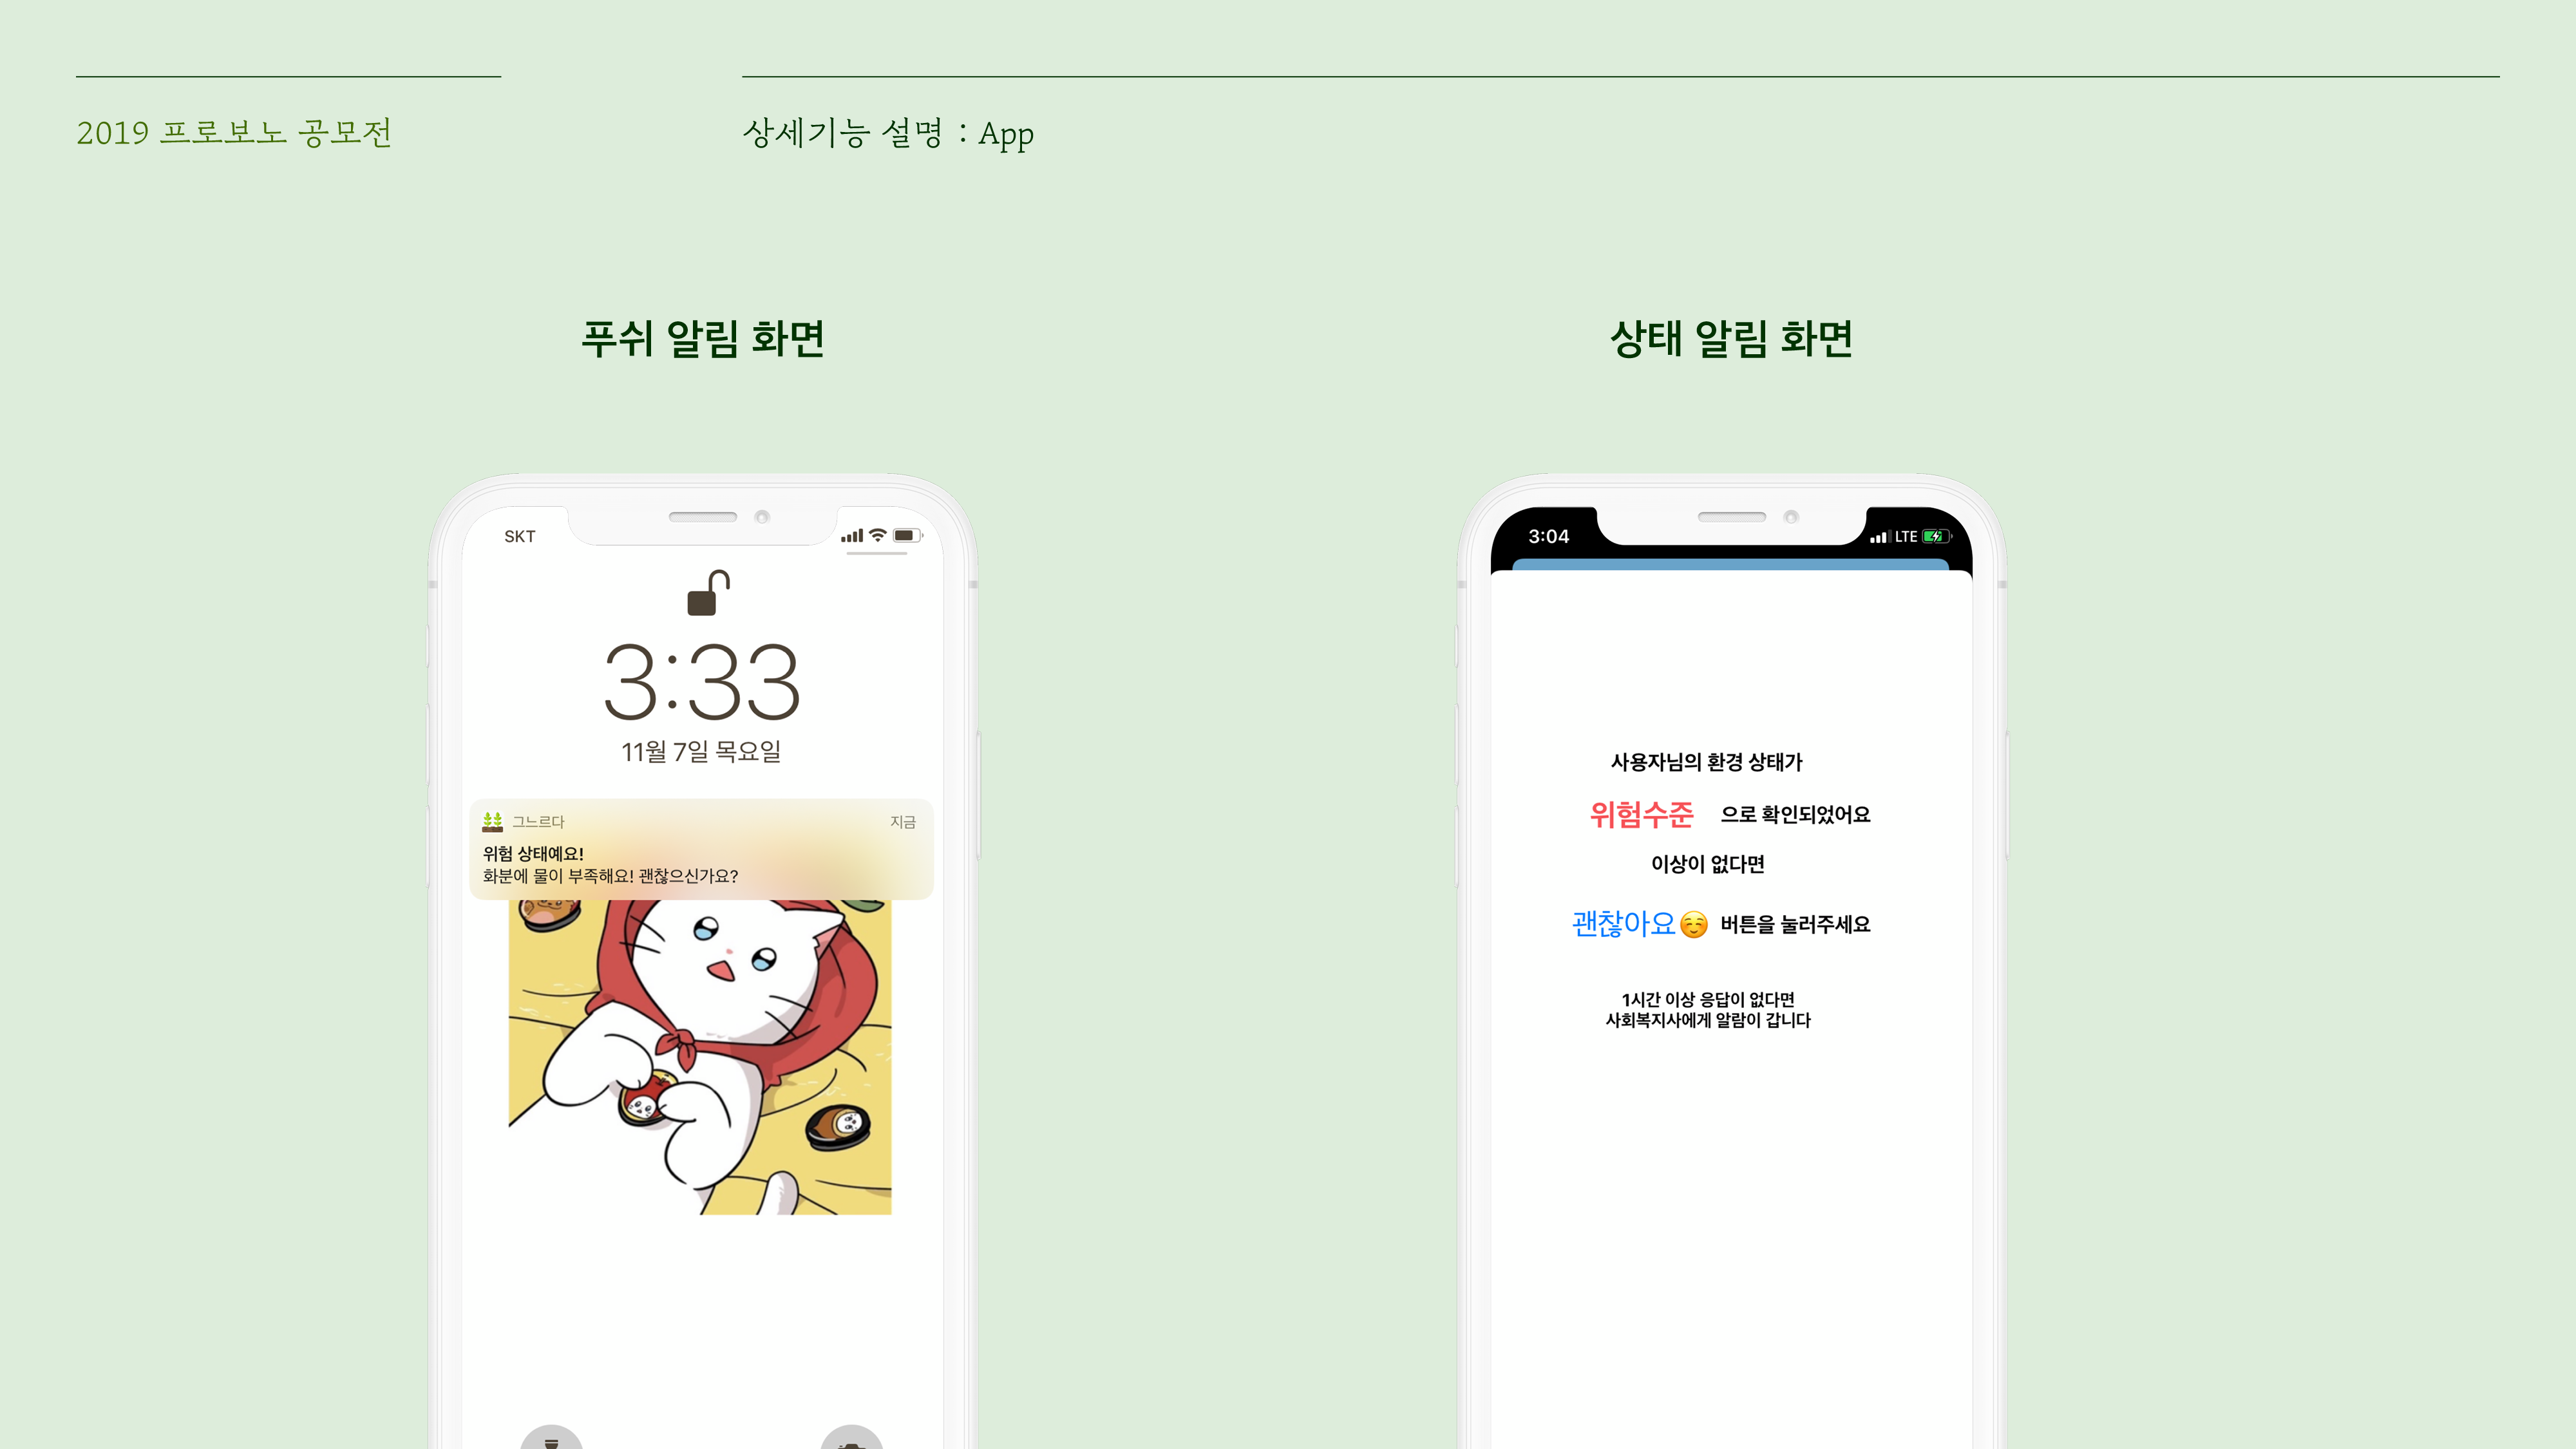 2019 프로보노 공모전
상세기능 설명 : App
푸쉬 알림 화면
SKT
3:33
11월 7일 목요일
그느르다
지금
위험 상태예요!
화분에 물이 부족해요! 괜찮으신가요?
상태 알림 화면
3:04
LTE
사용자님의 환경 상태가
위험수준 으로 확인되었어요
이상이 없다면
괜찮아요☺️ 버튼을 눌러주세요
1시간 이상 응답이 없다면
사회복지사에게 알람이 갑니다